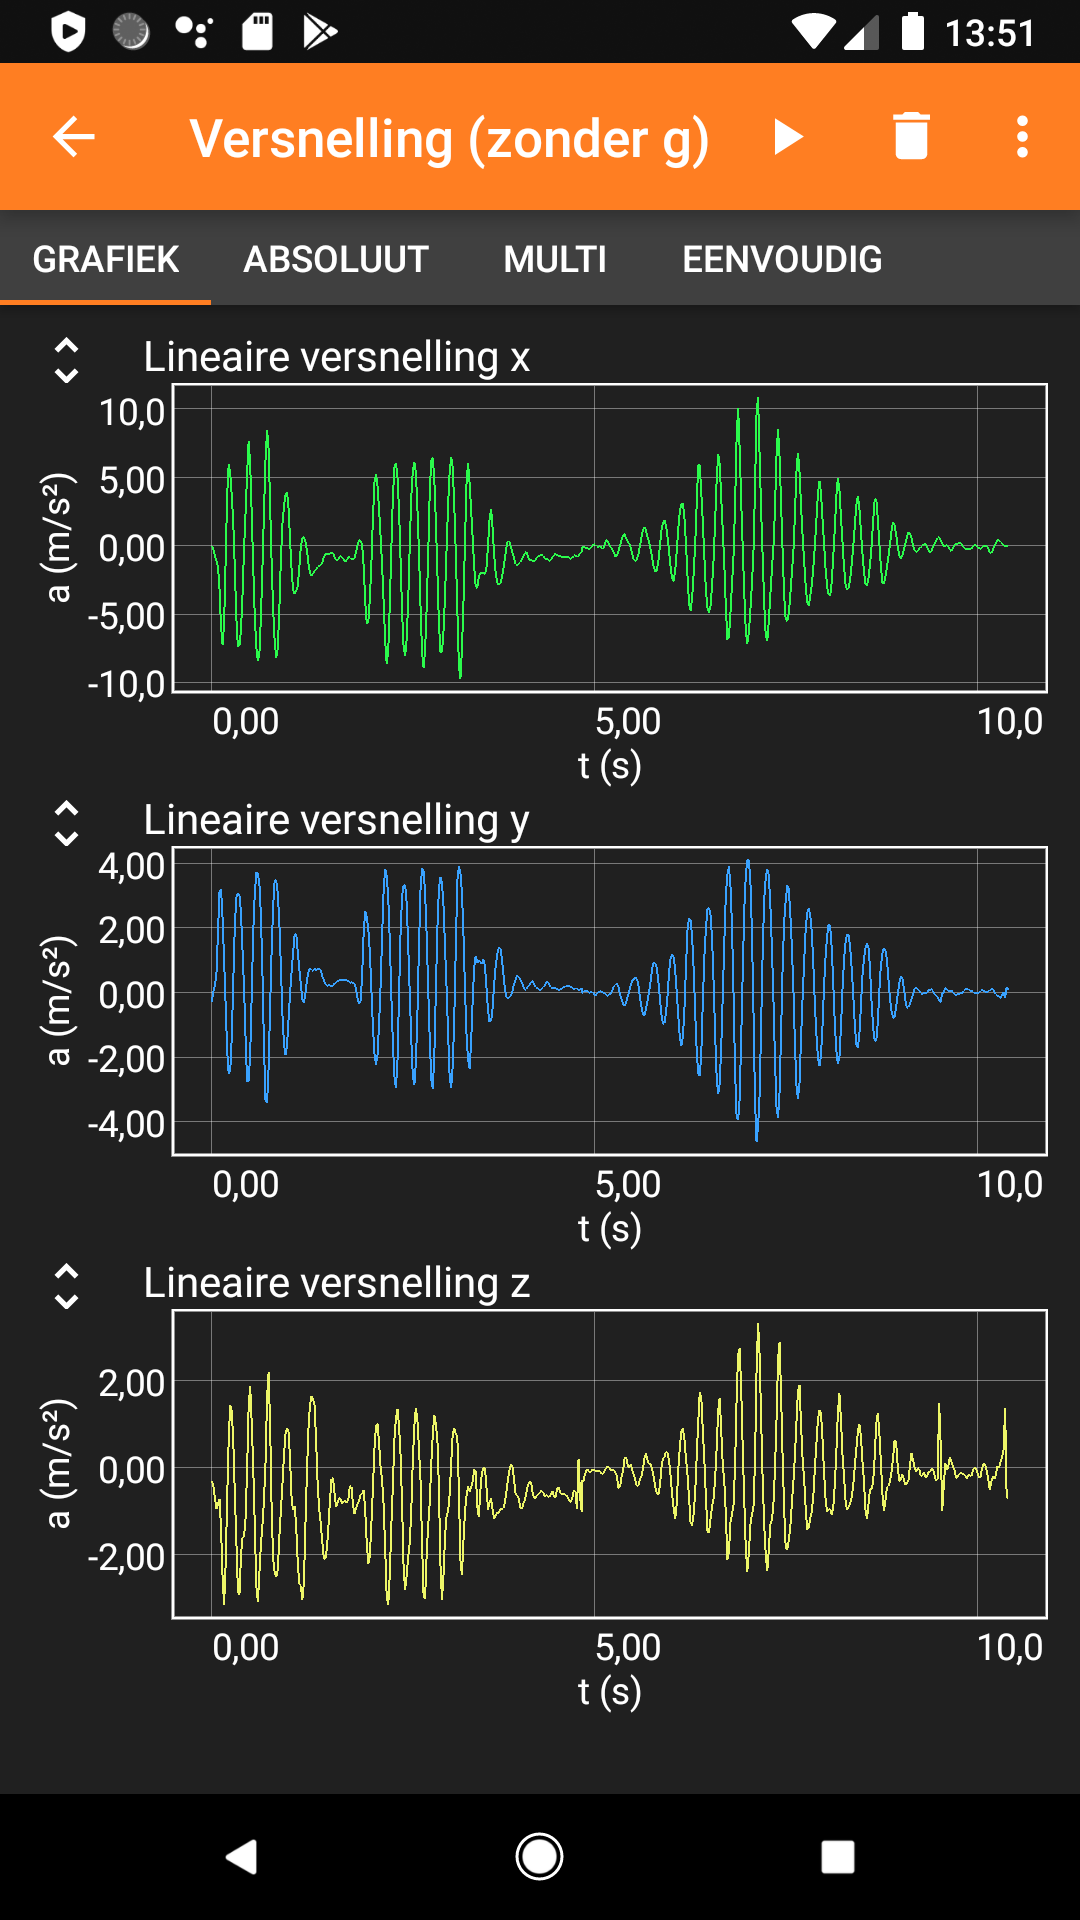 13:51
Versnelling (zonder g)
GRAFIEK ABSOLUUT MULTI EENVOUDIG
Lineaire versnelling x
a (m/s²)
10,0
5,00
0,00
-5,00
-10,0
0,00 5,00 10,0
t (s)
Lineaire versnelling y
a (m/s²)
4,00
2,00
0,00
-2,00
-4,00
0,00 5,00 10,0
t (s)
Lineaire versnelling z
a (m/s²)
2,00
0,00
-2,00
0,00 5,00 10,0
t (s)